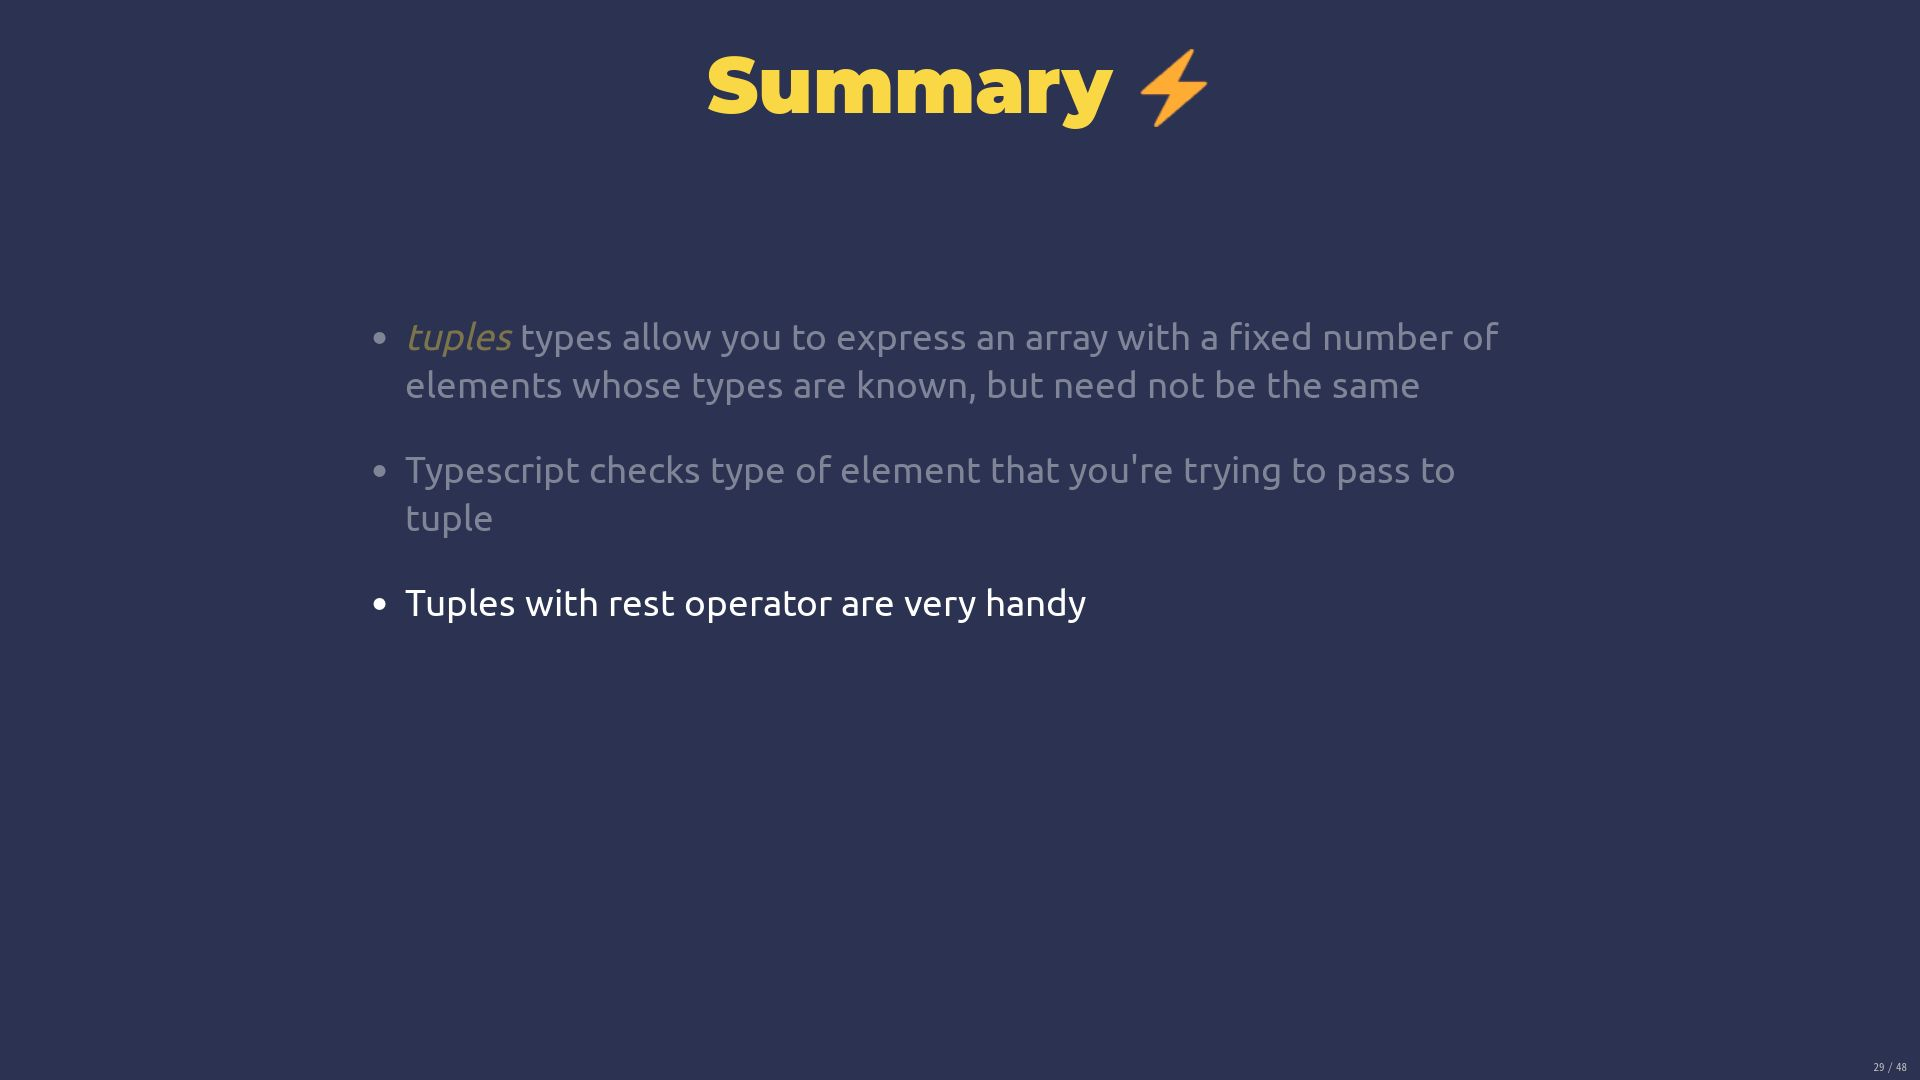 Summary ⚡
• tuples types allow you to express an array with a fixed number of
elements whose types are known, but need not be the same
• Typescript checks type of element that you're trying to pass to
tuple
• Tuples with rest operator are very handy
29 / 48